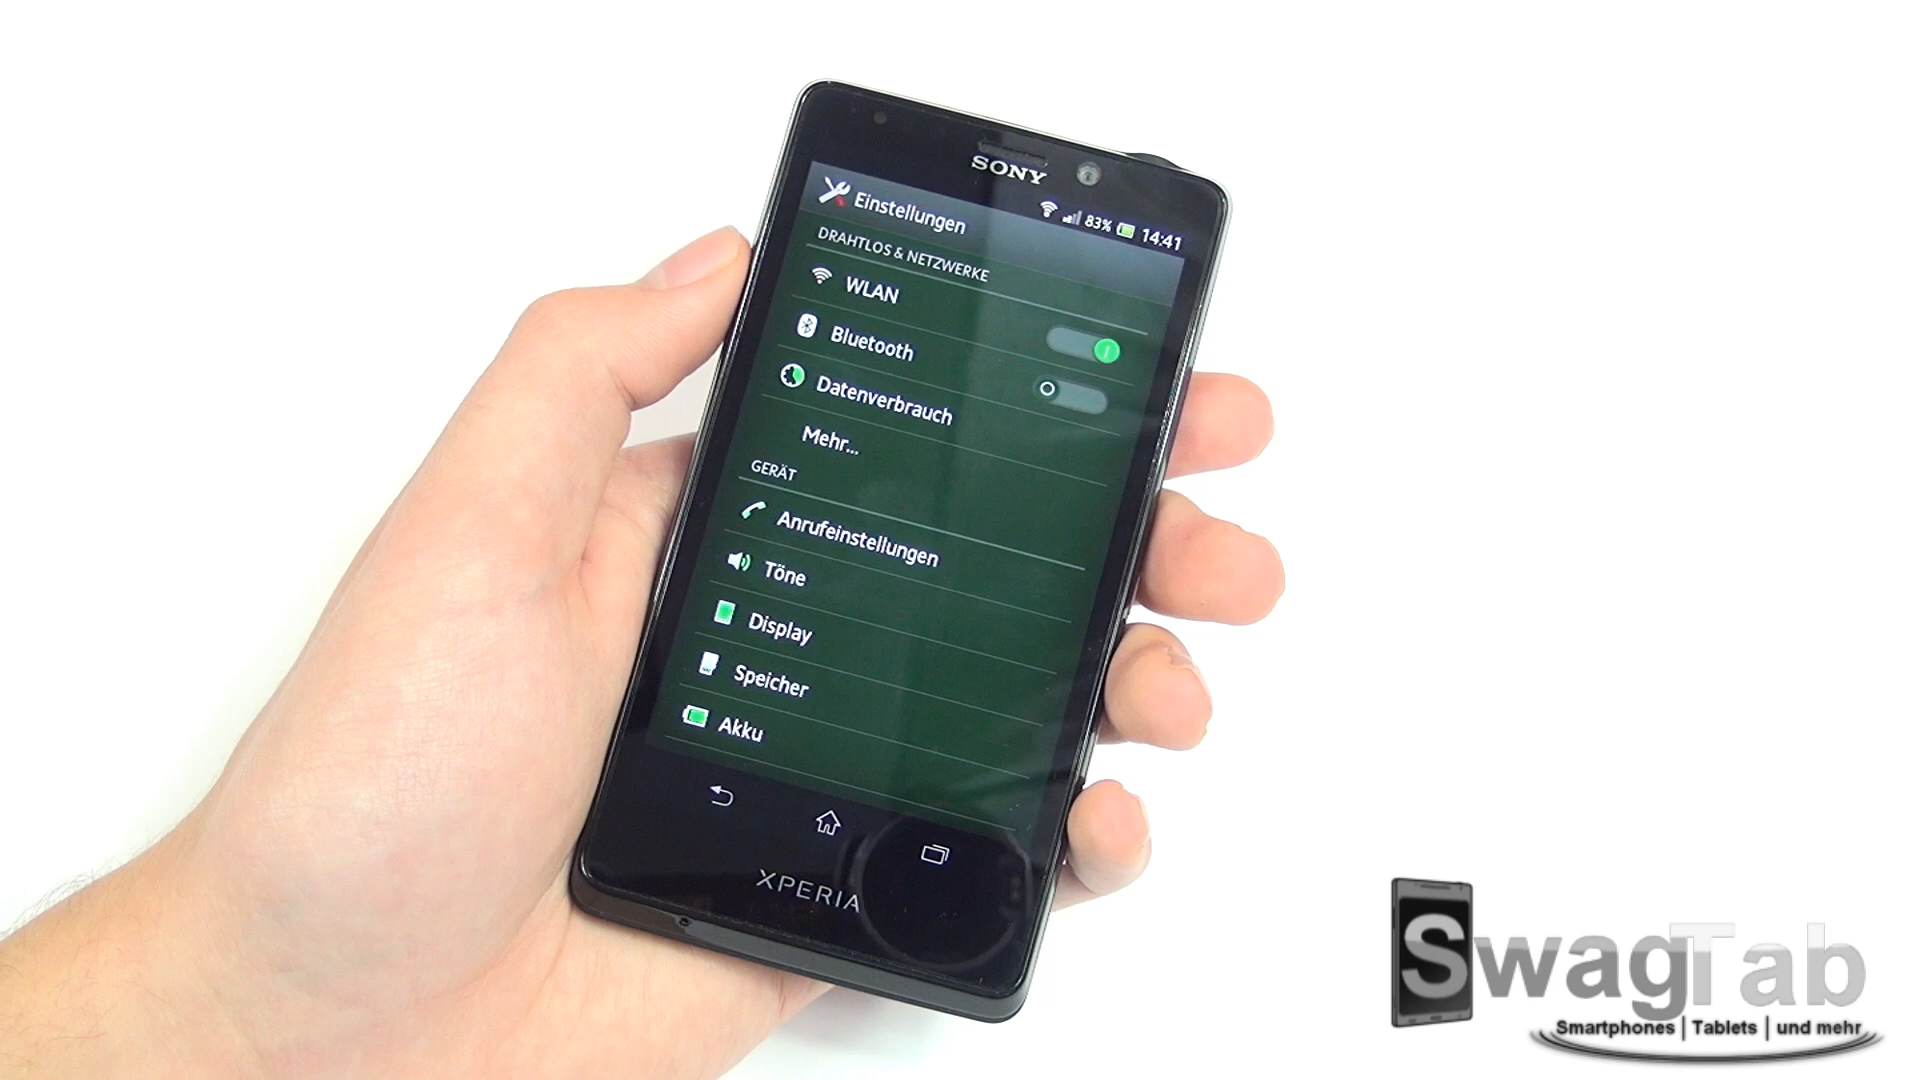 SONY
Einstellungen
83% 14:41
DRAHTLOS & NETZWERKE
WLAN
Bluetooth
Datenverbrauch
Mehr...
GERÄT
Anrufeinstellungen
Töne
Display
Speicher
Akku
XPERIA
SwagTab
Smartphones | Tablets | und mehr